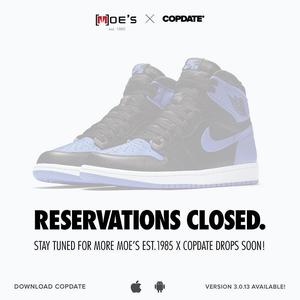 [M]OE'S X COPDATE
est. 1985
RESERVATIONS CLOSED.
STAY TUNED FOR MORE MOE'S EST.1985 X COPDATE DROPS SOON!
DOWNLOAD COPDATE VERSION 3.0.13 AVAILABLE!